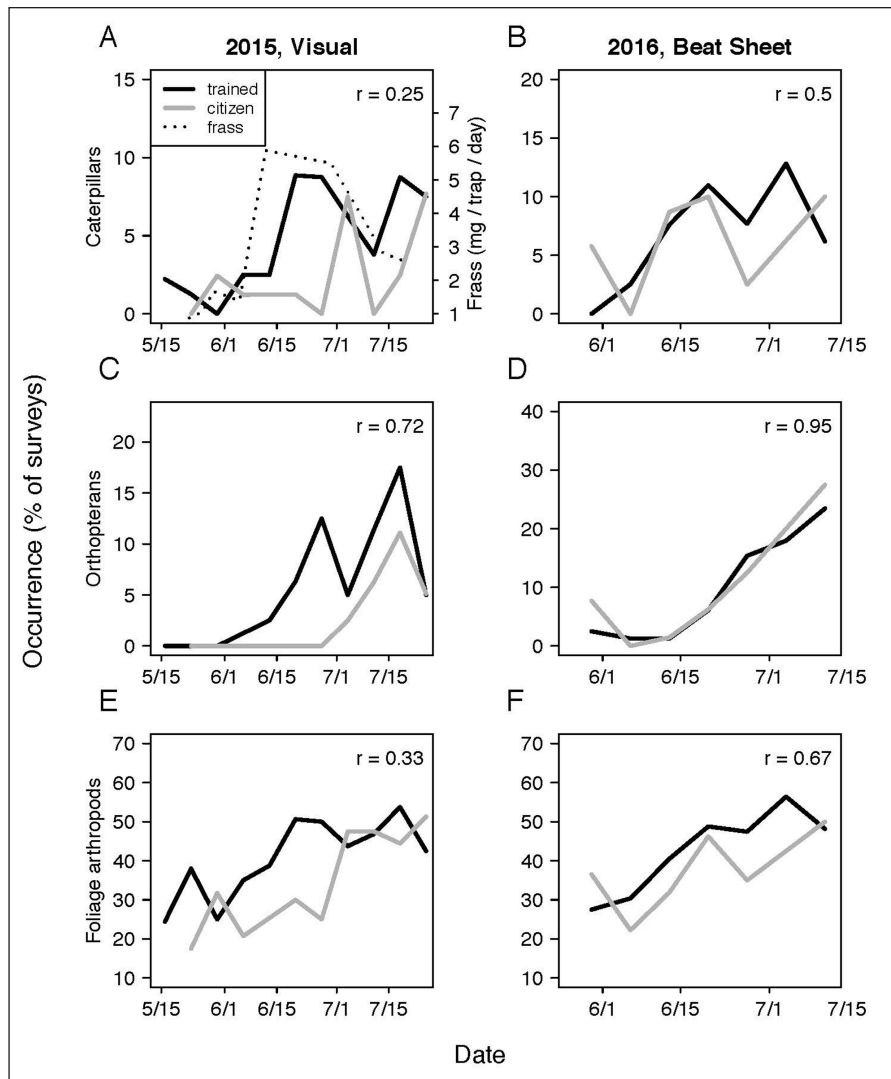 A
2015, Visual
B
2016, Beat Sheet
trained
citizen
frass
r = 0.25
15
10
5
0
Caterpillars
7
6
5
4
3
2
1
Frass (mg / trap / day)
5/15 6/1 6/15 7/1 7/15
r = 0.5
20
15
10
5
0
6/1 6/15 7/1 7/15
Occurrence (% of surveys)
C
r = 0.72
20
15
10
5
0
Orthopterans
5/15 6/1 6/15 7/1 7/15
D
r = 0.95
40
30
20
10
0
6/1 6/15 7/1 7/15
E
r = 0.33
70
60
50
40
30
20
10
Foliage arthropods
5/15 6/1 6/15 7/1 7/15
F
r = 0.67
70
60
50
40
30
20
10
6/1 6/15 7/1 7/15
Date